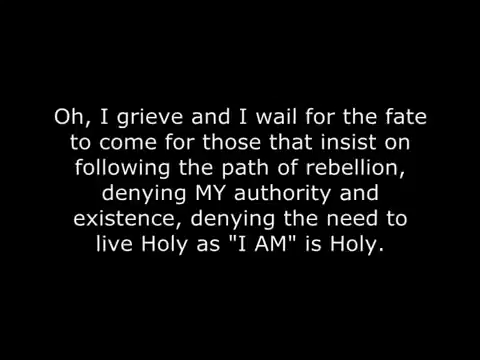 Oh, I grieve and I wail for the fate
to come for those that insist on
following the path of rebellion,
denying MY authority and
existence, denying the need to
live Holy as "I AM" is Holy.